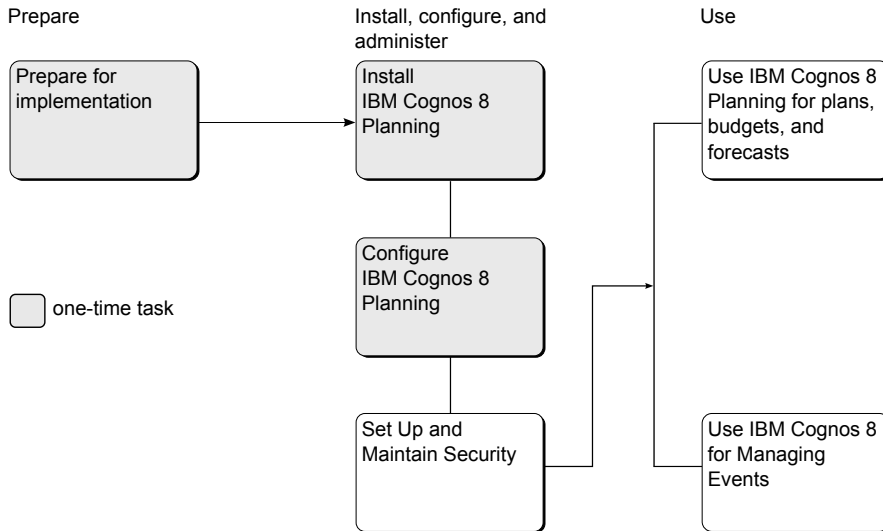 Prepare
Install, configure, and
administer
Use
Prepare for
implementation
Install
IBM Cognos 8
Planning
Use IBM Cognos 8
Planning for plans,
budgets, and
forecasts
Configure
IBM Cognos 8
Planning
one-time task
Set Up and
Maintain Security
Use IBM Cognos 8
for Managing
Events